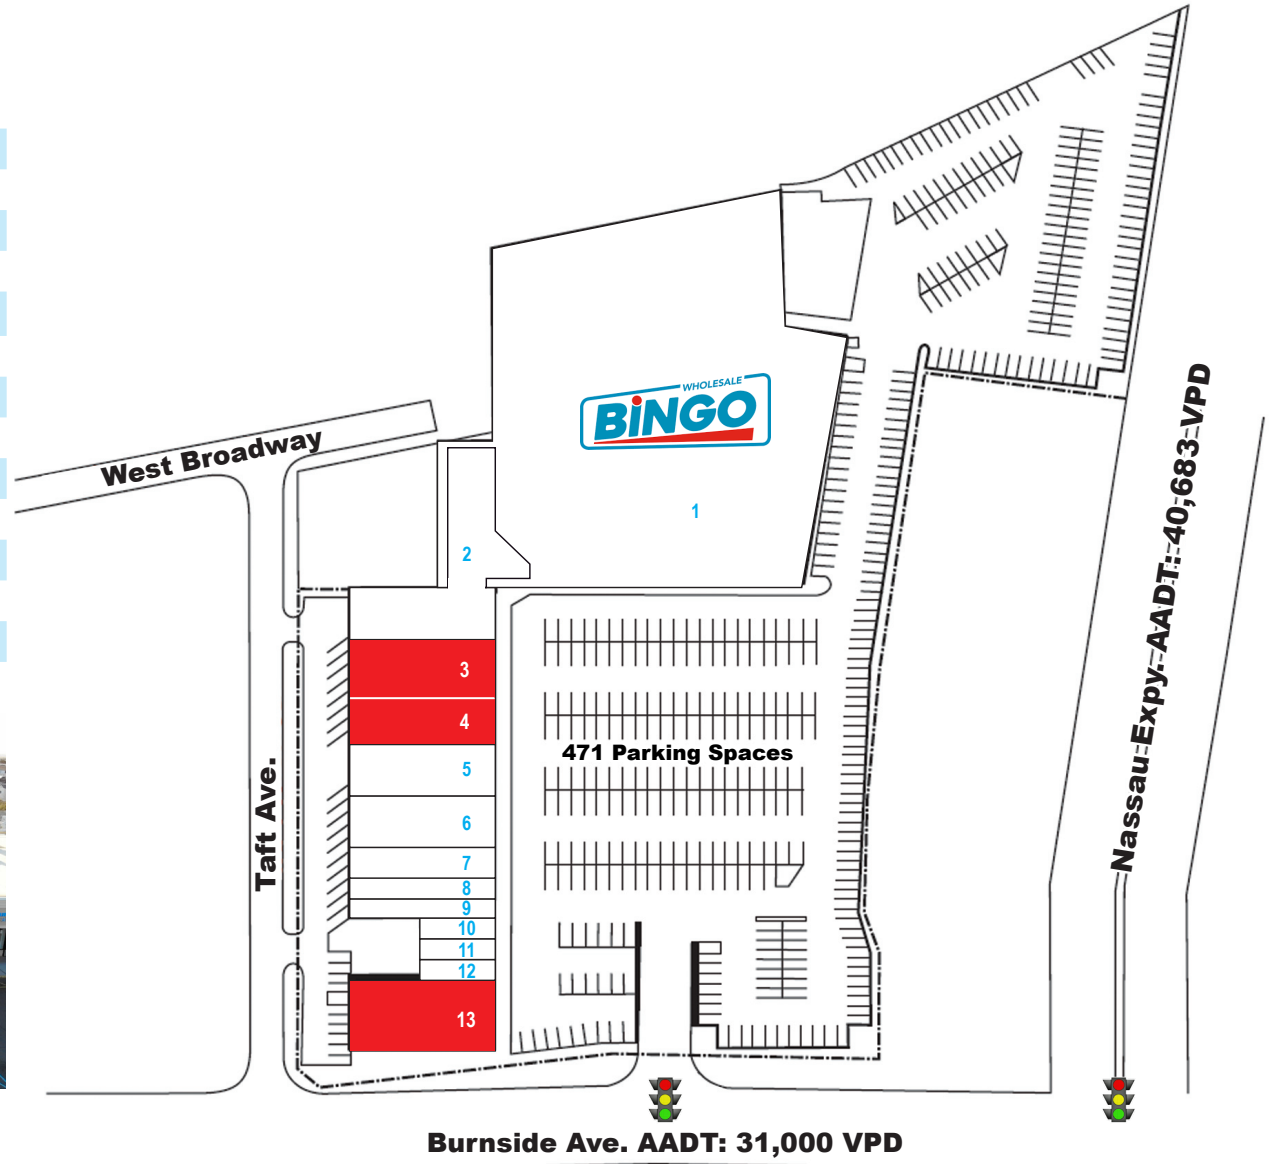 WHOLESALE
BiNGO
West Broadway
1
2
3
4
471 Parking Spaces
5
6
7
8
9
10
11
12
13
Taft Ave.
Nassau Expy. AADT: 40,683 VPD
Burnside Ave. AADT: 31,000 VPD